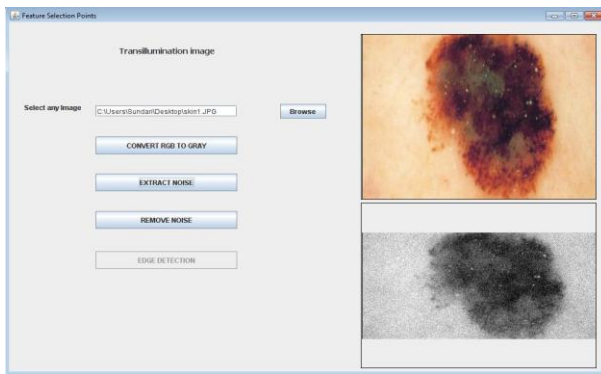 Feature Selection Points
Transillumination image
Select any Image
C:\Users\Sundari\Desktop\skin1.JPG
Browse
CONVERT RGB TO GRAY
EXTRACT NOISE
REMOVE NOISE
EDGE DETECTION